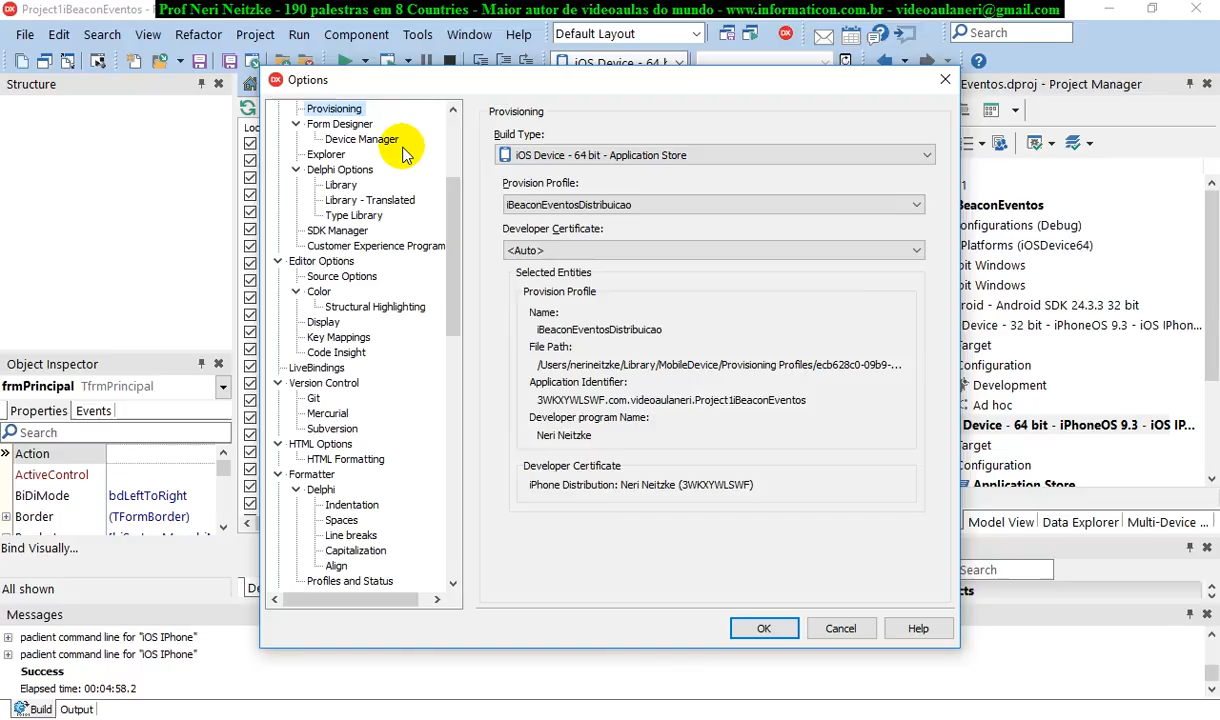 Project1iBeaconEventos -
Prof Neri Neitzke - 190 palestras em 8 Countries - Maior autor de videoaulas do mundo - www.informaticon.com.br - videoaulaneri@gmail.com
File Edit Search View Refactor Project Run Component Tools Window Help
Default Layout
Search
iOS Device - 64 b
Structure
Options
Eventos.dproj - Project Manager
Loc
Provisioning
Form Designer
Device Manager
Explorer
Delphi Options
Library
Library - Translated
Type Library
SDK Manager
Customer Experience Program
Editor Options
Source Options
Color
Structural Highlighting
Display
Key Mappings
Code Insight
LiveBindings
Version Control
Git
Mercurial
Subversion
HTML Options
HTML Formatting
Formatter
Delphi
Indentation
Spaces
Line breaks
Capitalization
Align
Profiles and Status
Provisioning
Build Type:
iOS Device - 64 bit - Application Store
Provision Profile:
iBeaconEventosDistribuicao
Developer Certificate:
<Auto>
Selected Entities
Provision Profile
Name:
iBeaconEventosDistribuicao
File Path:
/Users/nerineitzke/Library/MobileDevice/Provisioning Profiles/ecb628c0-09b9-...
Application Identifier:
3WKXYWLSWF.com.videoaulaneri.Project1iBeaconEventos
Developer program Name:
Neri Neitzke
Developer Certificate
iPhone Distribution: Neri Neitzke (3WKXYWLSWF)
OK Cancel Help
1
BeaconEventos
onfigurations (Debug)
Platforms (iOSDevice64)
bit Windows
bit Windows
roid - Android SDK 24.3.3 32 bit
Device - 32 bit - iPhoneOS 9.3 - iOS IPhon...
arget
onfiguration
Development
Ad hoc
Device - 64 bit - iPhoneOS 9.3 - iOS IP...
arget
onfiguration
Application Store
Model View Data Explorer Multi-Device ...
Search
cts
Object Inspector
frmPrincipal TfrmPrincipal
Properties Events
Search
Action
ActiveControl
BiDiMode bdLeftToRight
Border (TFormBorder)
Bind Visually...
All shown
De
Messages
paclient command line for "iOS IPhone"
paclient command line for "iOS IPhone"
Success
Elapsed time: 00:04:58.2
Build Output